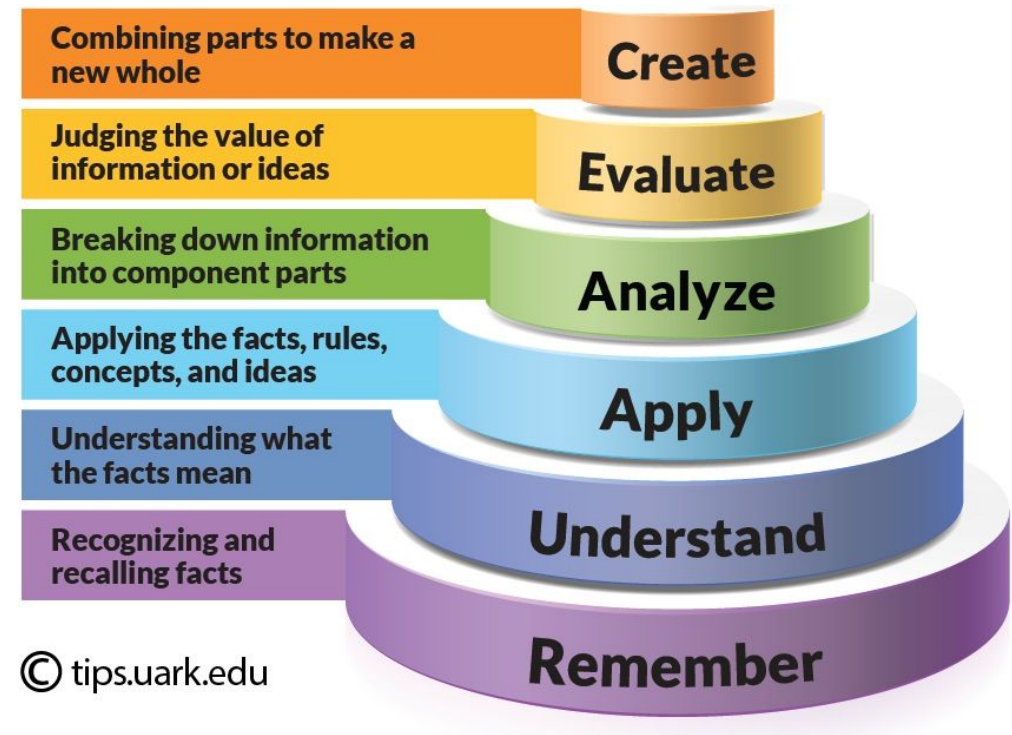 Combining parts to make a
new whole
Create
Judging the value of
information or ideas
Evaluate
Breaking down information
into component parts
Analyze
Applying the facts, rules,
concepts, and ideas
Apply
Understanding what
the facts mean
Understand
Recognizing and
recalling facts
Remember
© tips.uark.edu